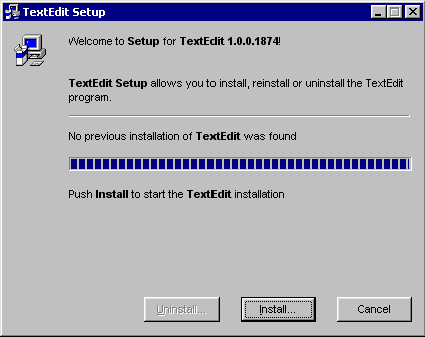 TextEdit Setup
Welcome to Setup for TextEdit 1.0.0.1874!
TextEdit Setup allows you to install, reinstall or uninstall the TextEdit
program.
No previous installation of TextEdit was found
Push Install to start the TextEdit installation
Uninstall...
Install...
Cancel